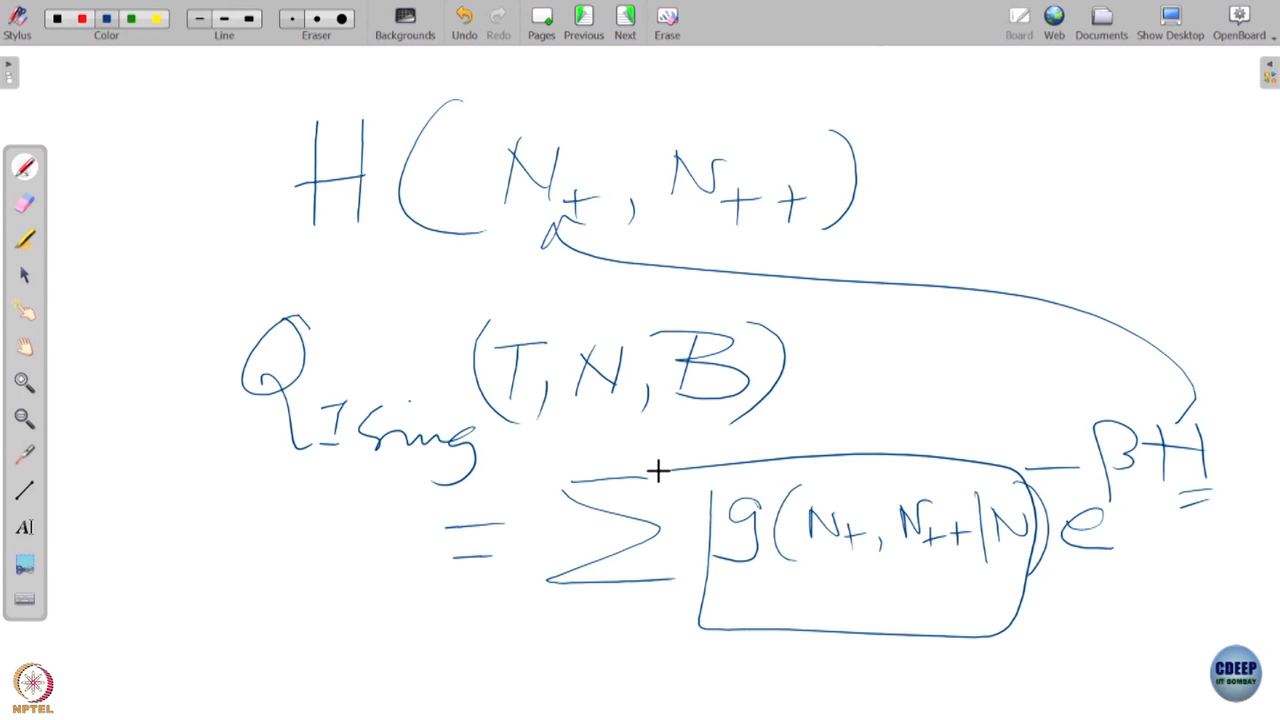 Stylus Color Line Eraser Backgrounds Undo Redo Pages Previous Next Erase Board Web Documents Show Desktop OpenBoard
H(N₊, N₊₊)
Q_Ising (T, N, B)
= ∑ g(N₊, N₊₊|N) e^{-βH}
NPTEL
CDEEP
IIT BOMBAY